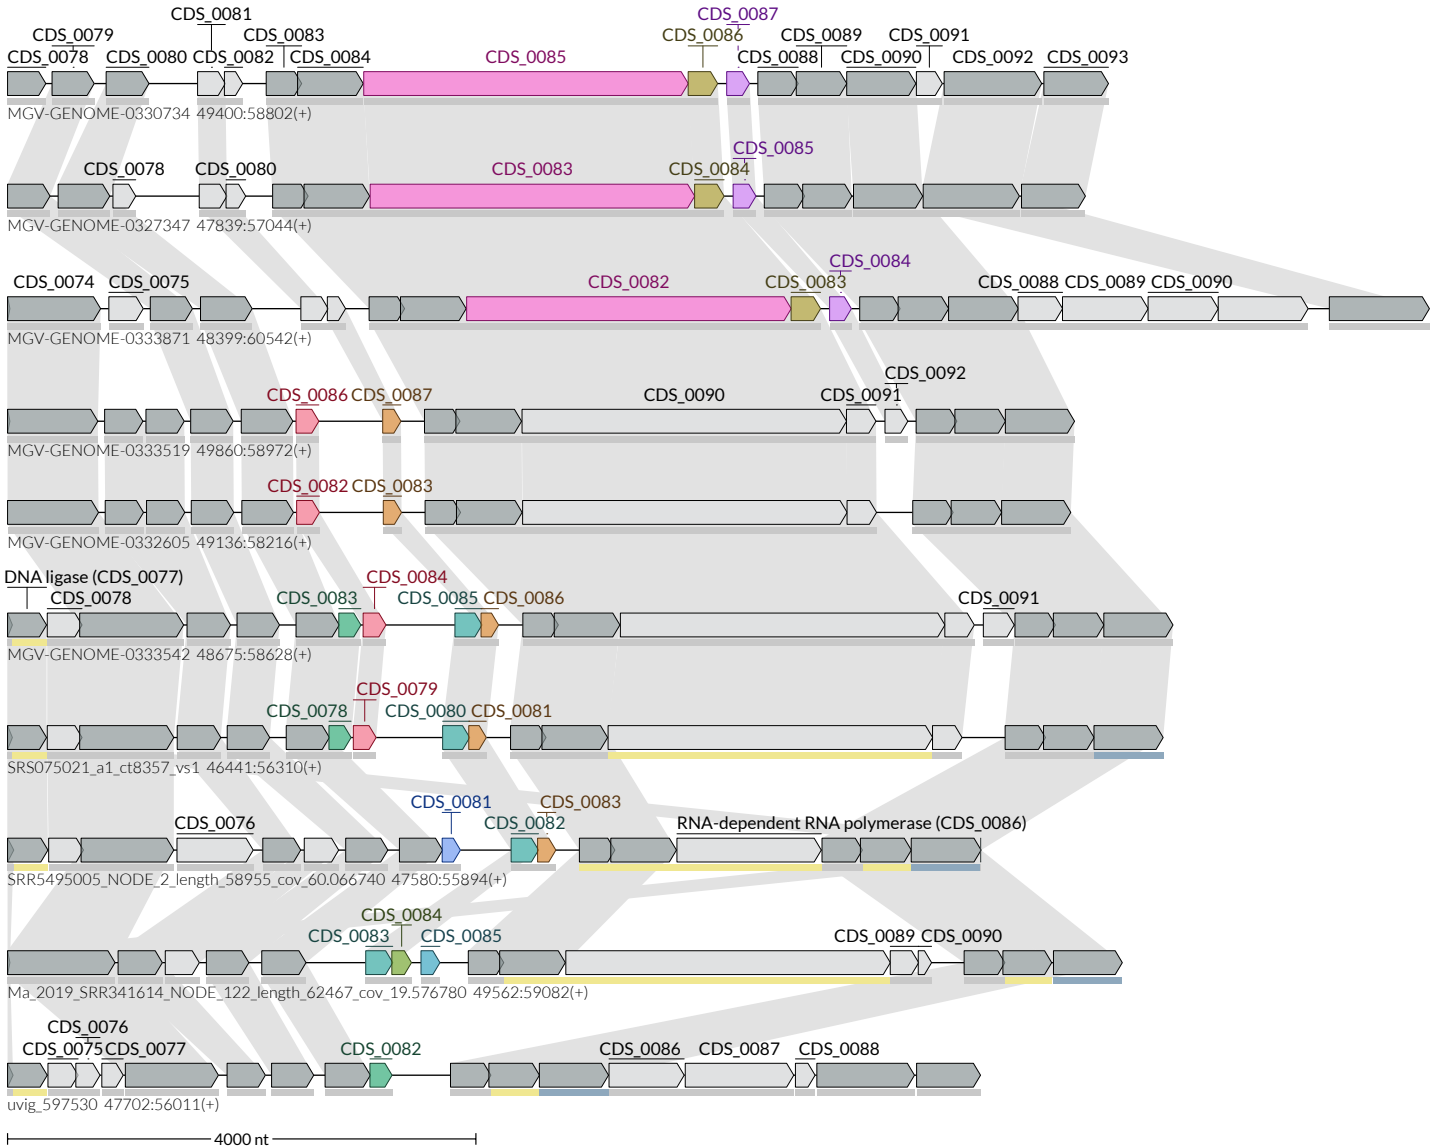 CDS_0081 CDS_0087
CDS_0079 CDS_0083 CDS_0086 CDS_0089 CDS_0091
CDS_0078 CDS_0080 CDS_0082 CDS_0084 CDS_0085 CDS_0088 CDS_0090 CDS_0092 CDS_0093
MGV-GENOME-0330734 49400:58802(+)
CDS_0085
CDS_0078 CDS_0080 CDS_0083 CDS_0084
MGV-GENOME-0327347 47839:57044(+)
CDS_0084
CDS_0074 CDS_0075 CDS_0082 CDS_0083 CDS_0088 CDS_0089 CDS_0090
MGV-GENOME-0333871 48399:60542(+)
CDS_0092
CDS_0086 CDS_0087 CDS_0090 CDS_0091
MGV-GENOME-0333519 49860:58972(+)
CDS_0082 CDS_0083
MGV-GENOME-0332605 49136:58216(+)
DNA ligase (CDS_0077) CDS_0084
CDS_0078 CDS_0083 CDS_0085 CDS_0086 CDS_0091
MGV-GENOME-0333542 48675:58628(+)
CDS_0079
CDS_0078 CDS_0080 CDS_0081
SRS075021_a1_ct8357_vs1 46441:56310(+)
CDS_0081 CDS_0083
CDS_0076 CDS_0082 RNA-dependent RNA polymerase (CDS_0086)
SRR5495005_NODE_2_length_58955_cov_60.066740 47580:55894(+)
CDS_0084
CDS_0083 CDS_0085 CDS_0089 CDS_0090
Ma_2019_SRR341614_NODE_122_length_62467_cov_19.576780 49562:59082(+)
CDS_0076
CDS_0075 CDS_0077 CDS_0082 CDS_0086 CDS_0087 CDS_0088
uvig_597530 47702:56011(+)
4000 nt